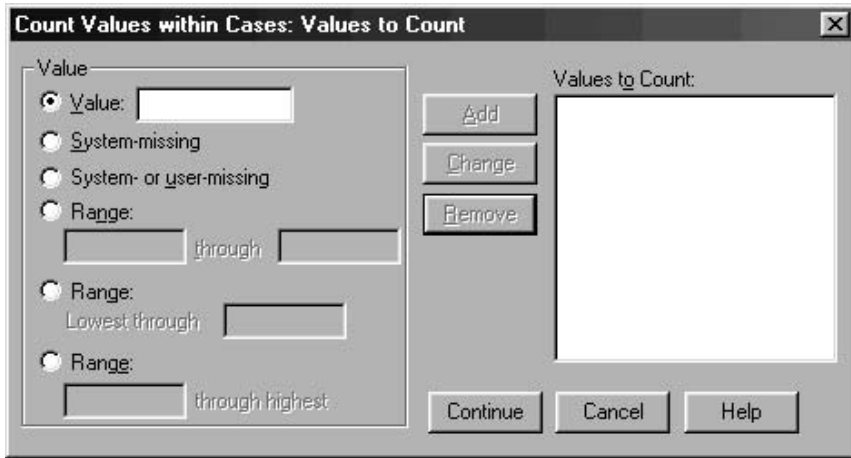 Count Values within Cases: Values to Count
Value
Value:
System-missing
System- or user-missing
Range:
through
Range:
Lowest through
Range:
through highest
Add
Change
Remove
Values to Count:
Continue
Cancel
Help